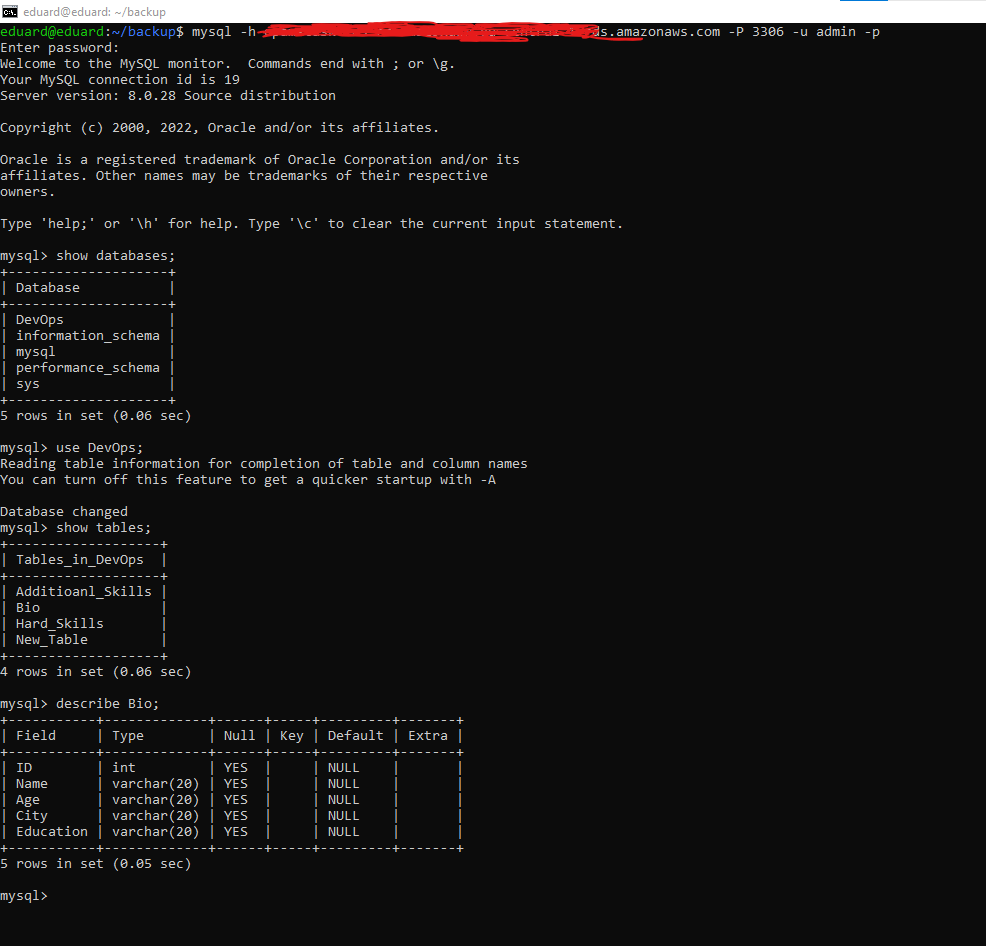 eduard@eduard: ~/backup
eduard@eduard:~/backup$ mysql -h ds.amazonaws.com -P 3306 -u admin -p
Enter password:
Welcome to the MySQL monitor.  Commands end with ; or \g.
Your MySQL connection id is 19
Server version: 8.0.28 Source distribution

Copyright (c) 2000, 2022, Oracle and/or its affiliates.

Oracle is a registered trademark of Oracle Corporation and/or its
affiliates. Other names may be trademarks of their respective
owners.

Type 'help;' or '\h' for help. Type '\c' to clear the current input statement.

mysql> show databases;
+--------------------+
| Database           |
+--------------------+
| DevOps             |
| information_schema |
| mysql              |
| performance_schema |
| sys                |
+--------------------+
5 rows in set (0.06 sec)

mysql> use DevOps;
Reading table information for completion of table and column names
You can turn off this feature to get a quicker startup with -A

Database changed
mysql> show tables;
+-------------------+
| Tables_in_DevOps  |
+-------------------+
| Additioanl_Skills |
| Bio               |
| Hard_Skills       |
| New_Table         |
+-------------------+
4 rows in set (0.06 sec)

mysql> describe Bio;
+-----------+-------------+------+-----+---------+-------+
| Field     | Type        | Null | Key | Default | Extra |
+-----------+-------------+------+-----+---------+-------+
| ID        | int         | YES  |     | NULL    |       |
| Name      | varchar(20) | YES  |     | NULL    |       |
| Age       | varchar(20) | YES  |     | NULL    |       |
| City      | varchar(20) | YES  |     | NULL    |       |
| Education | varchar(20) | YES  |     | NULL    |       |
+-----------+-------------+------+-----+---------+-------+
5 rows in set (0.05 sec)

mysql>